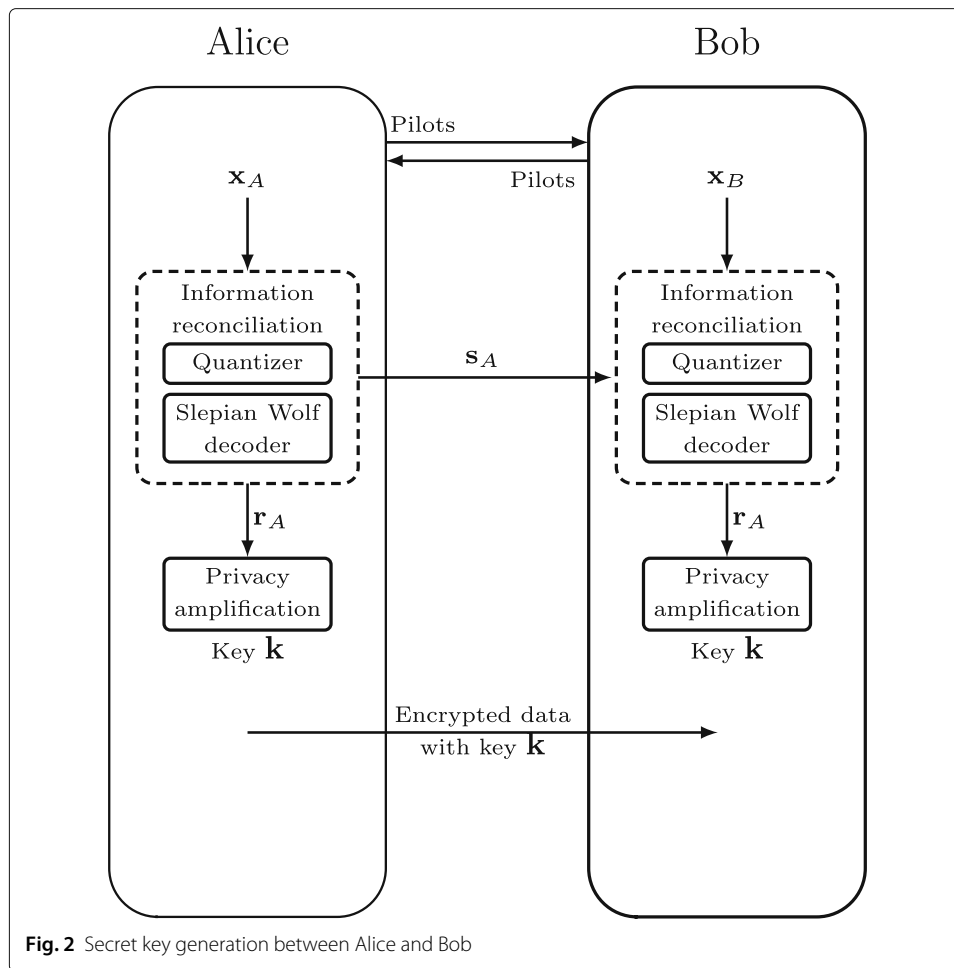 Alice
Bob
Pilots
Pilots
x_A
x_B
Information
reconciliation
Quantizer
Slepian Wolf
decoder
s_A
Information
reconciliation
Quantizer
Slepian Wolf
decoder
r_A
r_A
Privacy
amplification
Key k
Privacy
amplification
Key k
Encrypted data
with key k
Fig. 2 Secret key generation between Alice and Bob